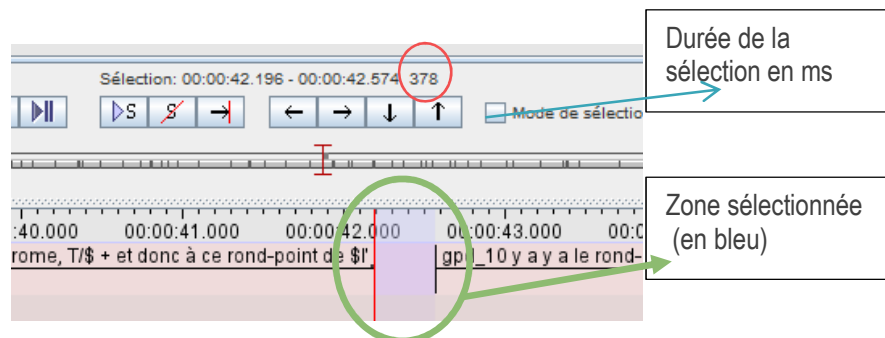 Durée de la
sélection en ms
Sélection: 00:00:42.196 - 00:00:42.574 378
S S → ← → ↓ ↑ Mode de sélectio
:40.000 00:00:41.000 00:00:42.000 00:00:43.000 00:0
rome, T/$ + et donc à ce rond-point de $l', gpd_10 y a y a le rond-
Zone sélectionnée
(en bleu)